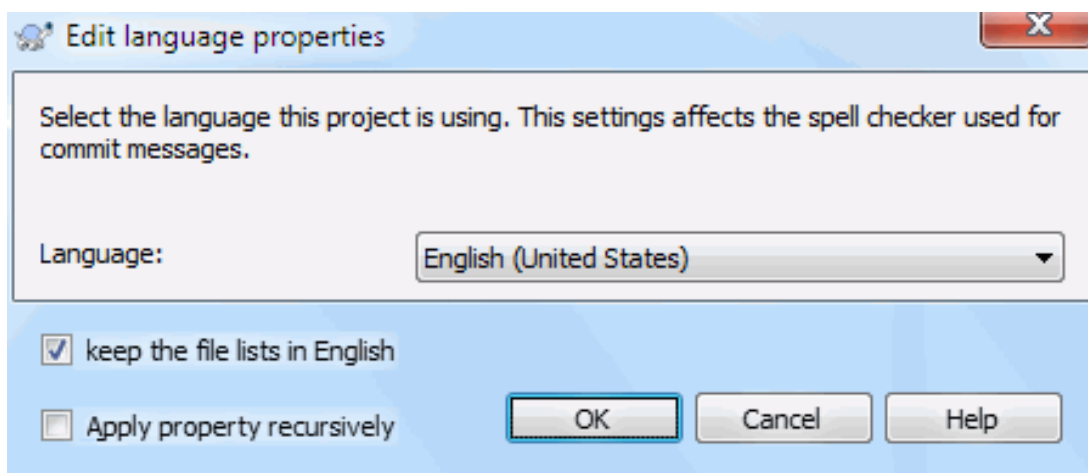 Edit language properties
Select the language this project is using. This settings affects the spell checker used for
commit messages.
Language: English (United States)
keep the file lists in English
Apply property recursively OK Cancel Help